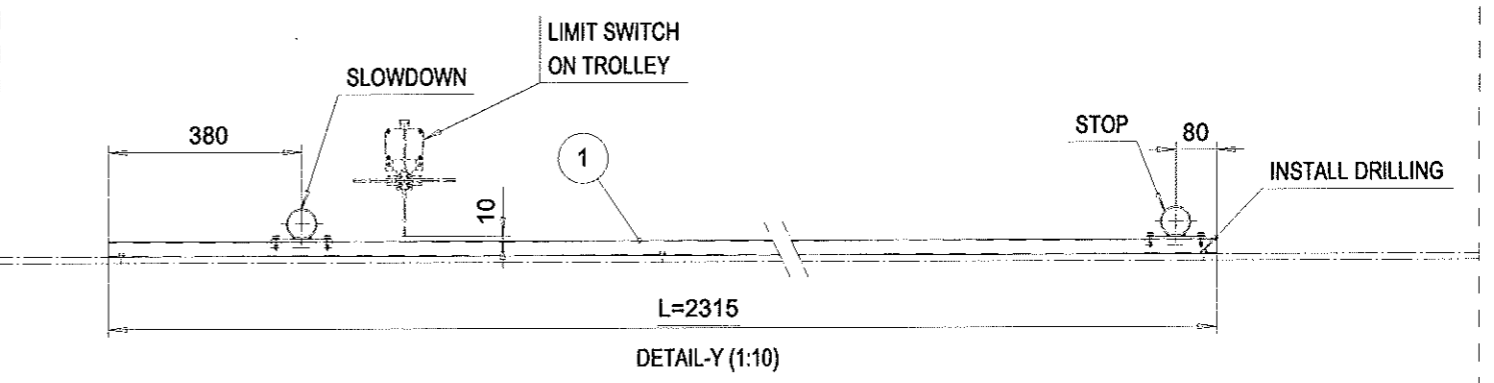 LIMIT SWITCH
ON TROLLEY
SLOWDOWN
380
STOP
80
1
INSTALL DRILLING
10
L=2315
DETAIL-Y (1:10)